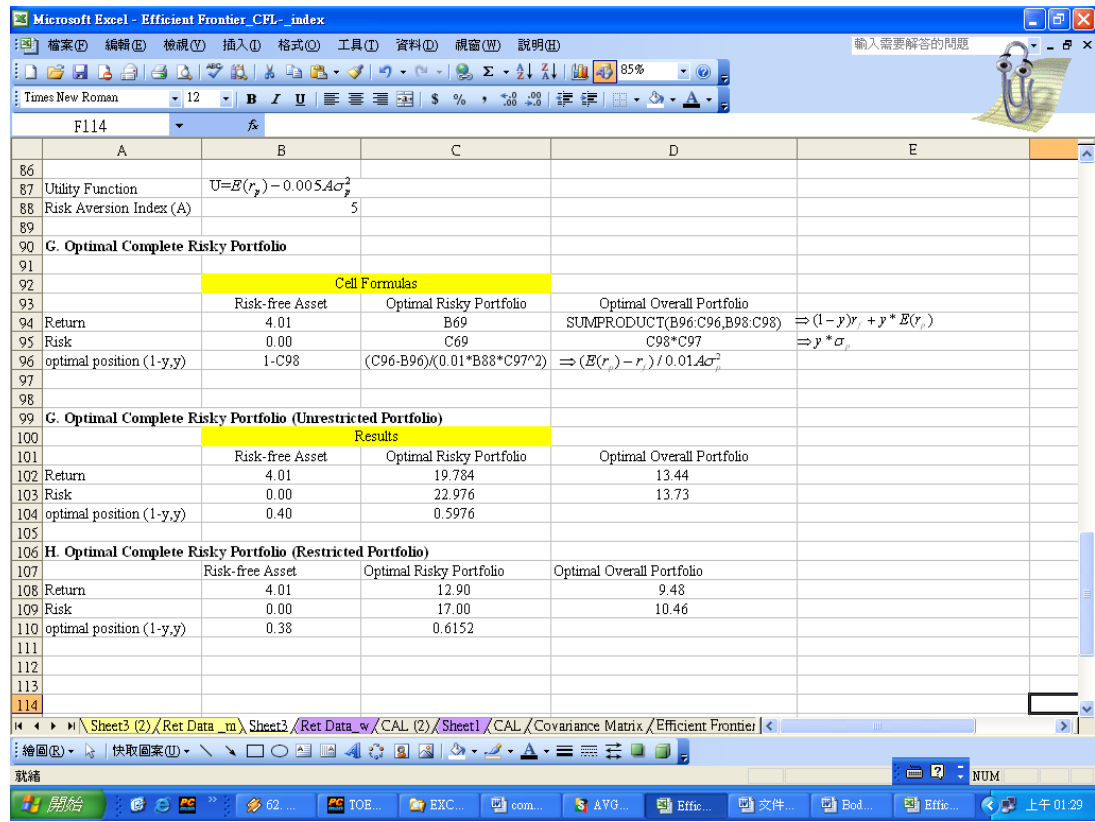 Microsoft Excel - Efficient Frontier_CFL-_index
檔案(F) 編輯(E) 檢視(V) 插入(I) 格式(O) 工具(T) 資料(D) 視窗(W) 說明(H) 輸入需要解答的問題
85%
Times New Roman 12 B I U $ % ,
F114 fx
A B C D E
86
87 Utility Function U=E(r_p)-0.005Aσ_p^2
88 Risk Aversion Index (A) 5
89
90 G. Optimal Complete Risky Portfolio
91
92 Cell Formulas
93 Risk-free Asset Optimal Risky Portfolio Optimal Overall Portfolio
94 Return 4.01 B69 SUMPRODUCT(B96:C96,B98:C98) ⇒(1-y)r_f + y*E(r_p)
95 Risk 0.00 C69 C98*C97 ⇒y*σ_p
96 optimal position (1-y,y) 1-C98 (C96-B96)/(0.01*B88*C97^2) ⇒(E(r_p)-r_f)/0.01Aσ_p^2
97
98
99 G. Optimal Complete Risky Portfolio (Unrestricted Portfolio)
100 Results
101 Risk-free Asset Optimal Risky Portfolio Optimal Overall Portfolio
102 Return 4.01 19.784 13.44
103 Risk 0.00 22.976 13.73
104 optimal position (1-y,y) 0.40 0.5976
105
106 H. Optimal Complete Risky Portfolio (Restricted Portfolio)
107 Risk-free Asset Optimal Risky Portfolio Optimal Overall Portfolio
108 Return 4.01 12.90 9.48
109 Risk 0.00 17.00 10.46
110 optimal position (1-y,y) 0.38 0.6152
111
112
113
114
Sheet3 (2) Ret Data _m Sheet3 Ret Data_w CAL (2) Sheet1 CAL Covariance Matrix Efficient Frontier
繪圖(R) 快取圖案(U)
就緒 NUM
開始 62. ... TOE... EXC... com... AVG... Effic... 文件... Bod... Effic... 上午 01:29